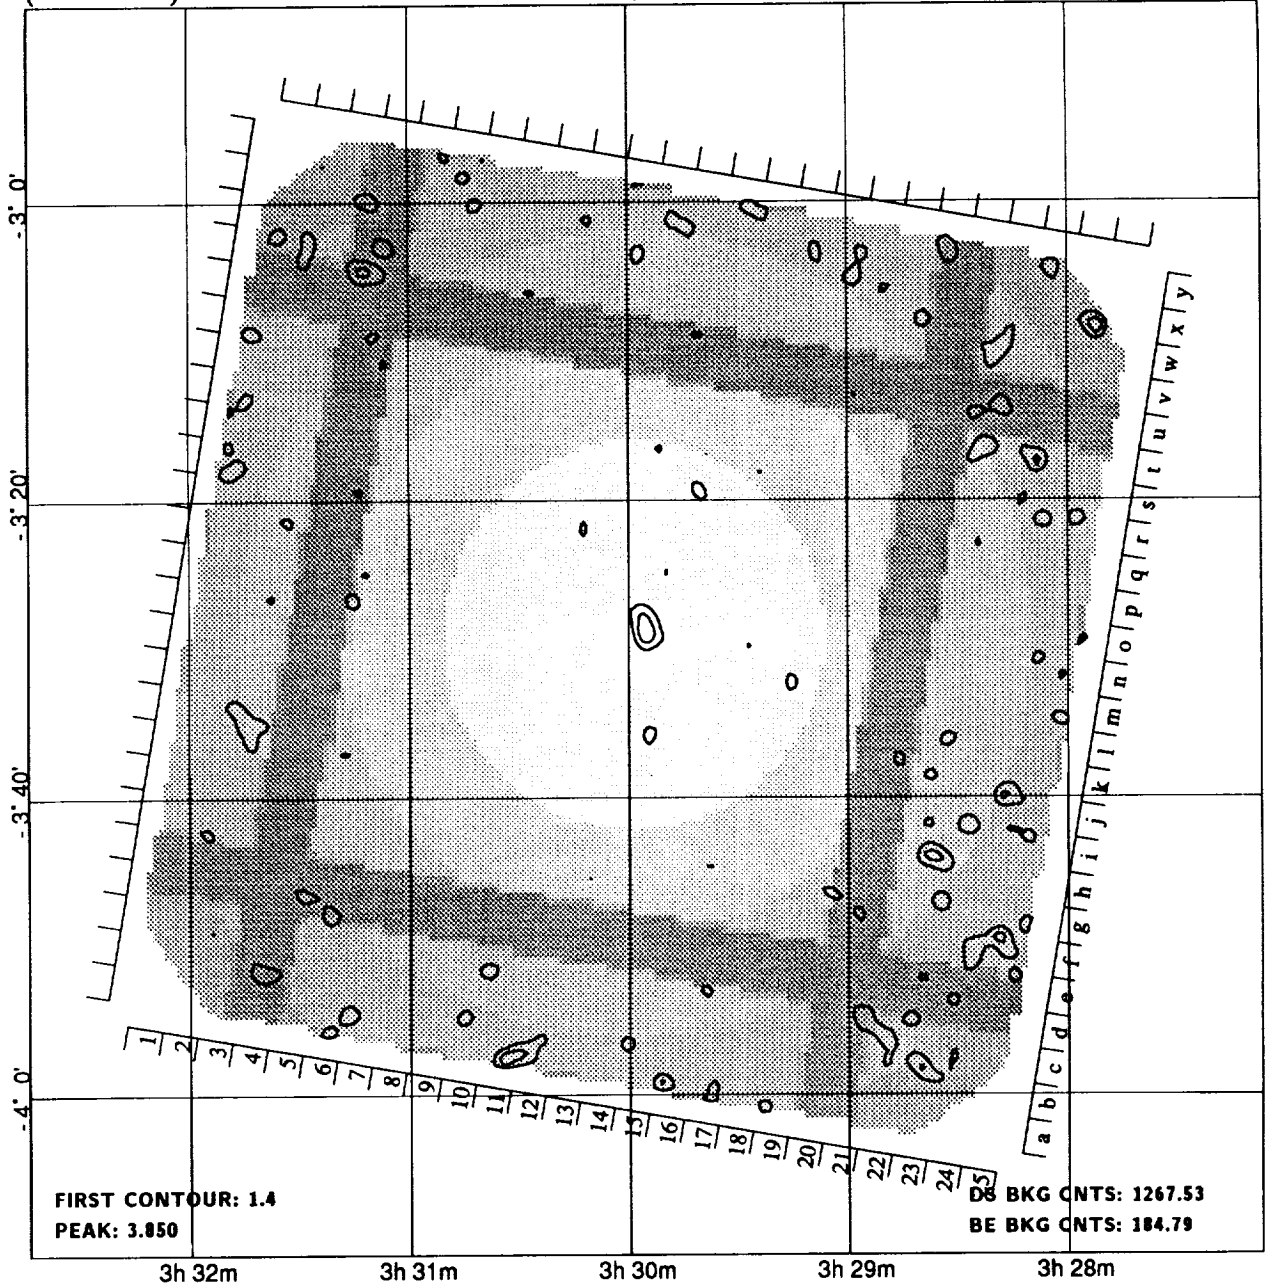 - 3° 0'
- 3° 20'
- 3° 40'
- 4° 0'
y
x
w
v
u
t
s
r
q
p
o
n
m
l
k
j
i
h
g
f
e
d
c
b
a
1 2 3 4 5 6 7 8 9 10 11 12 13 14 15 16 17 18 19 20 21 22 23 24 25
FIRST CONTOUR: 1.4
PEAK: 3.850
DS BKG CNTS: 1267.53
BE BKG CNTS: 184.79
3h 32m 3h 31m 3h 30m 3h 29m 3h 28m